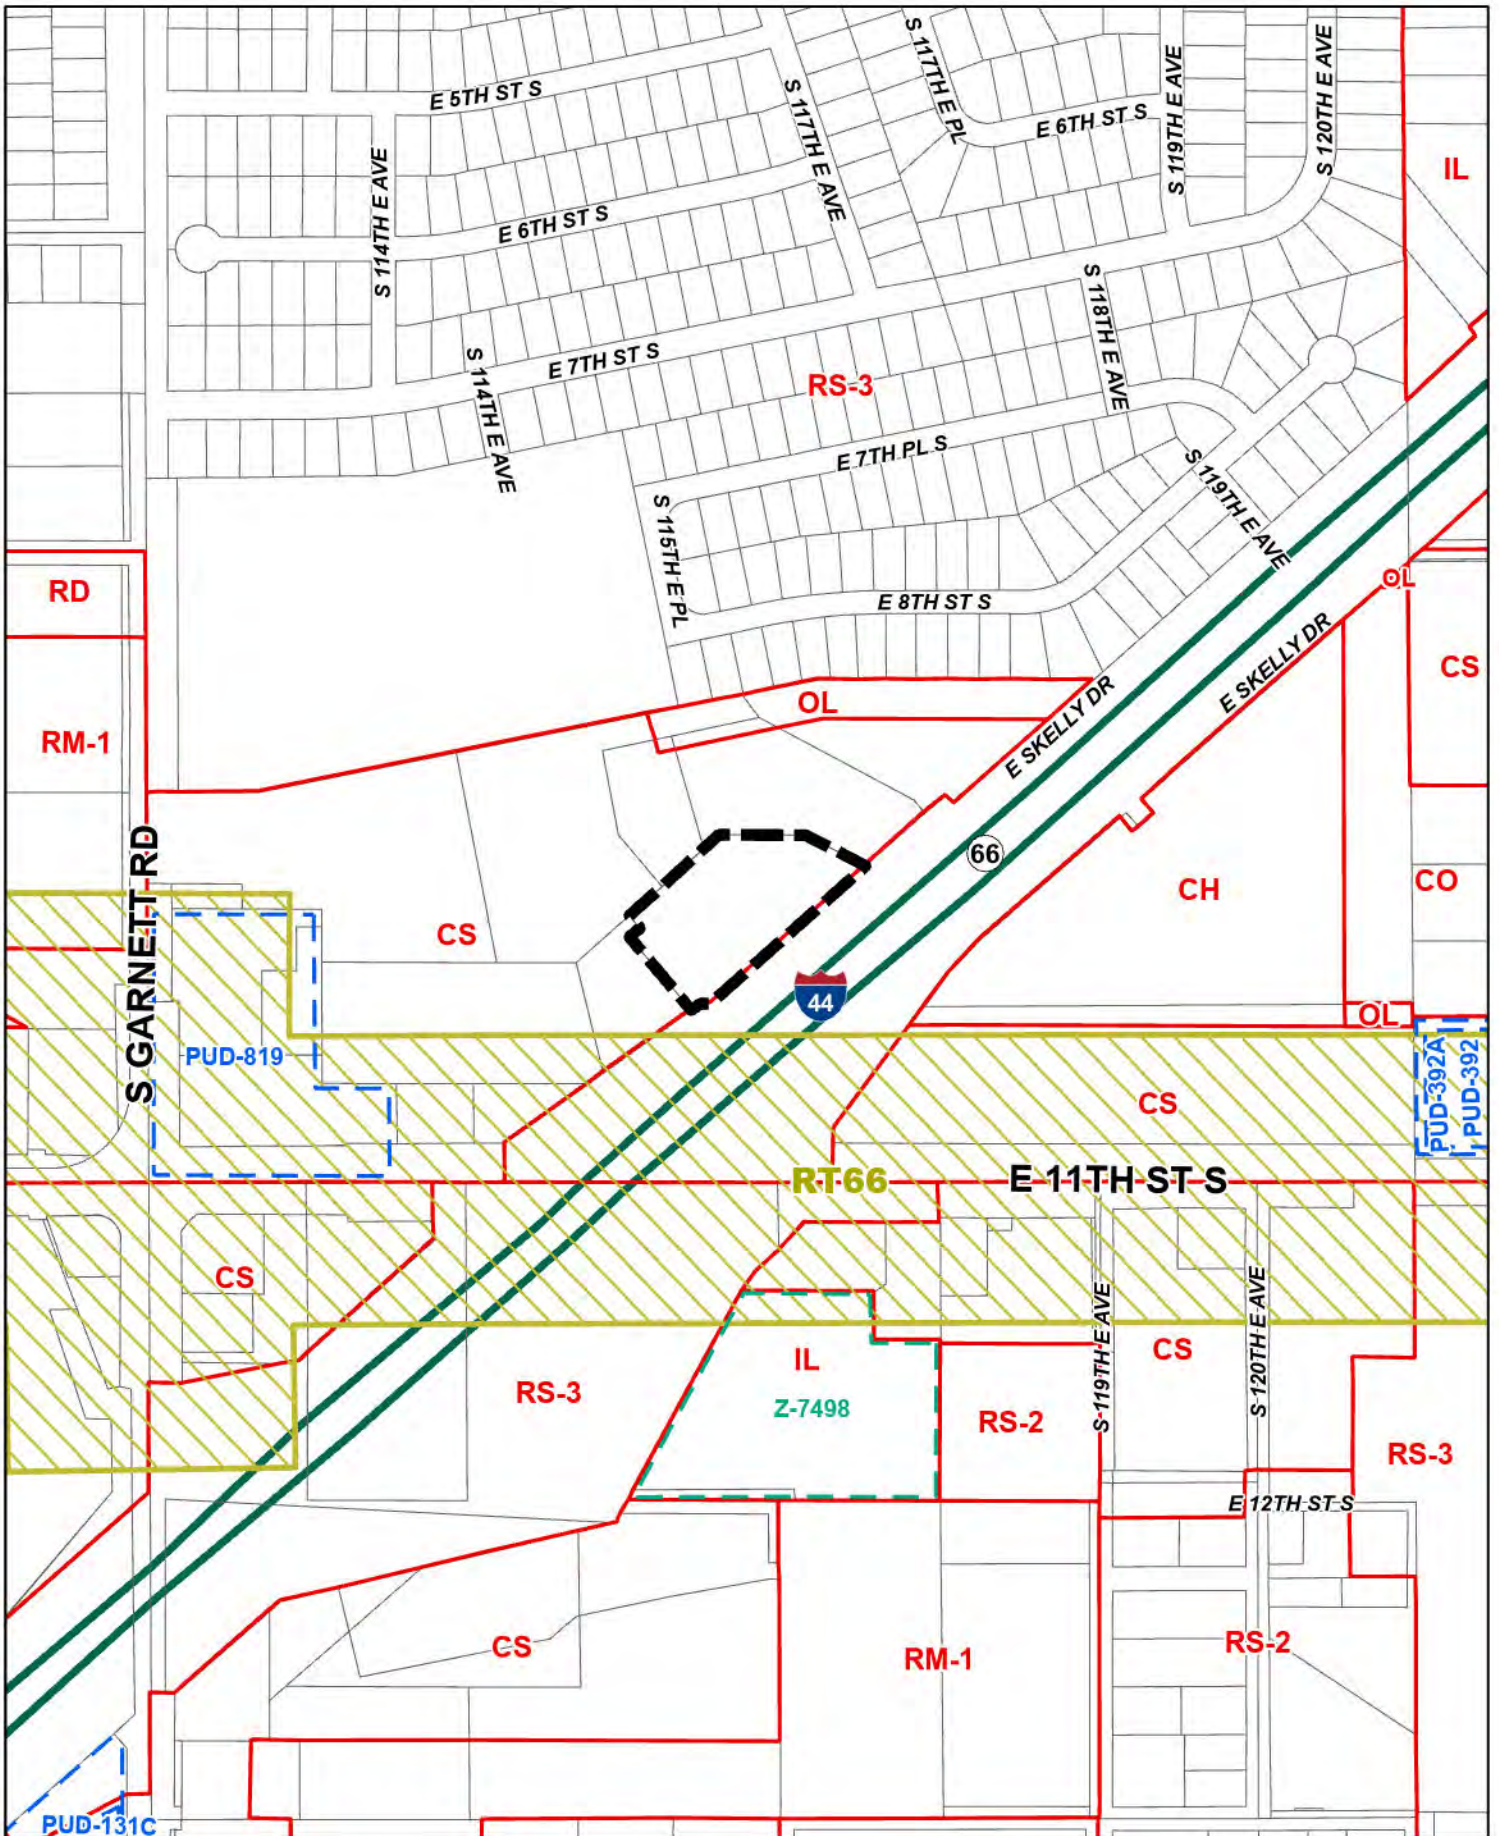 S 117TH E PL
S 119TH E AVE
S 120TH E AVE
E 5TH ST S
S 117TH E AVE
E 6TH ST S
IL
S 114TH E AVE
E 6TH ST S
S 118TH E AVE
E 7TH ST S
S 114TH E AVE
RS-3
E 7TH PL S
S 119TH E AVE
S 115TH E PL
RD
OL
E 8TH ST S
E SKELLY DR
CS
OL
E SKELLY DR
RM-1
66
CO
CH
CS
S GARNETT RD
44
OL
PUD-819
PUD-392A
PUD-392
CS
RT66
E 11TH ST S
CS
S 119TH E AVE
S 120TH E AVE
CS
IL
RS-3
Z-7498
RS-2
RS-3
E 12TH ST S
CS
RM-1
RS-2
PUD-131C